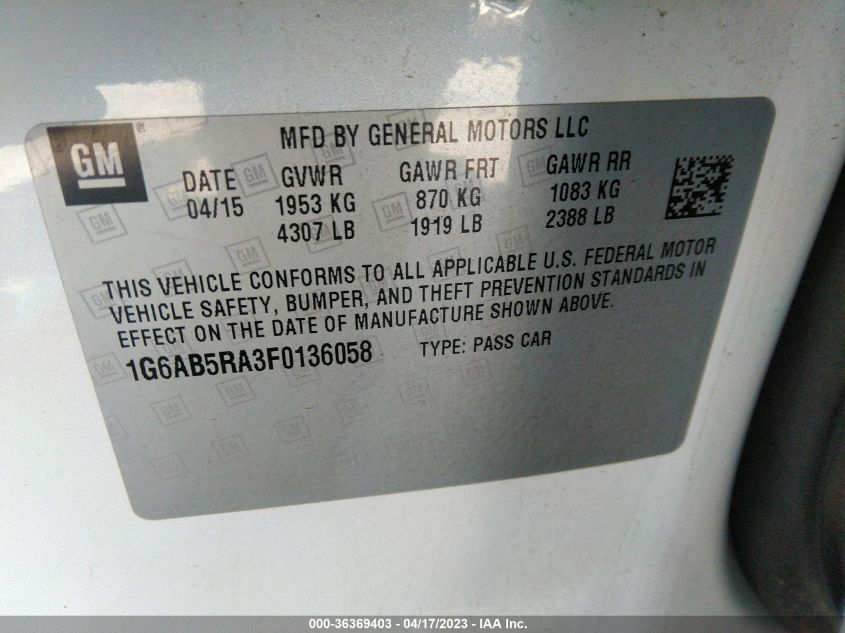 GM ®
MFD BY GENERAL MOTORS LLC
DATE GVWR GAWR FRT GAWR RR
04/15 1953 KG 870 KG 1083 KG
4307 LB 1919 LB 2388 LB
THIS VEHICLE CONFORMS TO ALL APPLICABLE U.S. FEDERAL MOTOR
VEHICLE SAFETY, BUMPER, AND THEFT PREVENTION STANDARDS IN
EFFECT ON THE DATE OF MANUFACTURE SHOWN ABOVE.
1G6AB5RA3F0136058 TYPE: PASS CAR
000-36369403 - 04/17/2023 - IAA Inc.